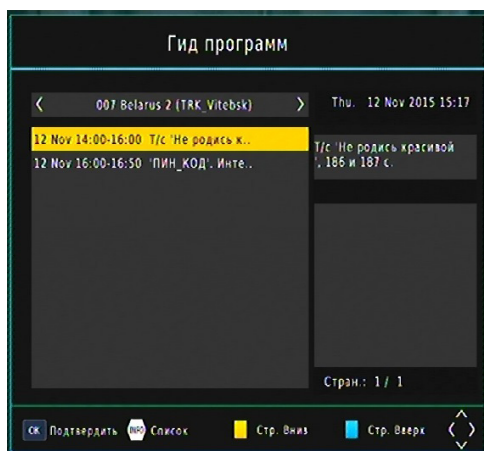 Гид программ
007 Belarus 2 (TRK_Vitebsk)
Thu. 12 Nov 2015 15:17
12 Nov 14:00-16:00 Т/с 'Не родись к..
12 Nov 16:00-16:50 'ПИН_КОД'. Инте..
Т/с 'Не родись красивой
', 186 и 187 с.
Стран.: 1 / 1
OK Подтвердить INFO Список Стр. Вниз Стр. Вверх